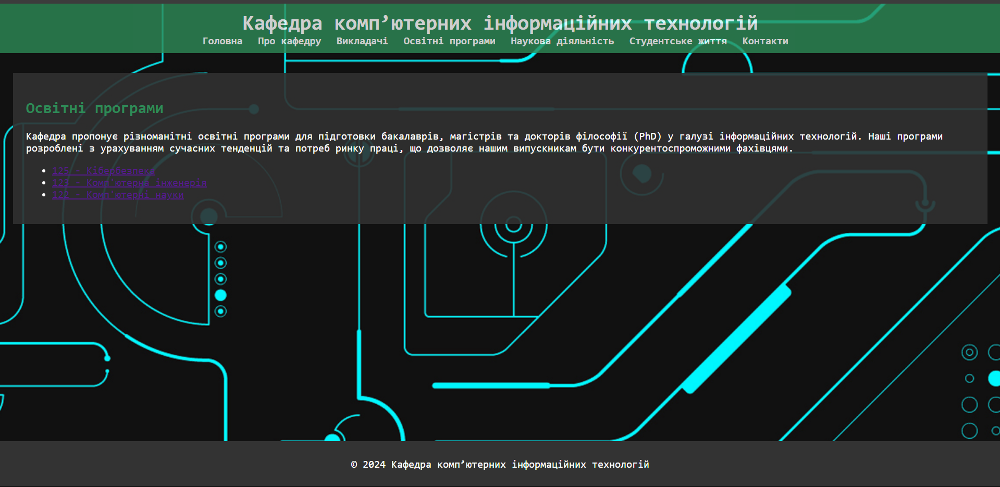 Кафедра комп’ютерних інформаційних технологій
Головна Про кафедру Викладачі Освітні програми Наукова діяльність Студентське життя Контакти
Освітні програми
Кафедра пропонує різноманітні освітні програми для підготовки бакалаврів, магістрів та докторів філософії (PhD) у галузі інформаційних технологій. Наші програми
розроблені з урахуванням сучасних тенденцій та потреб ринку праці, що дозволяє нашим випускникам бути конкурентоспроможними фахівцями.
125 - Кібербезпека
123 - Комп'ютерна інженерія
122 - Комп'ютерні науки
© 2024 Кафедра комп’ютерних інформаційних технологій